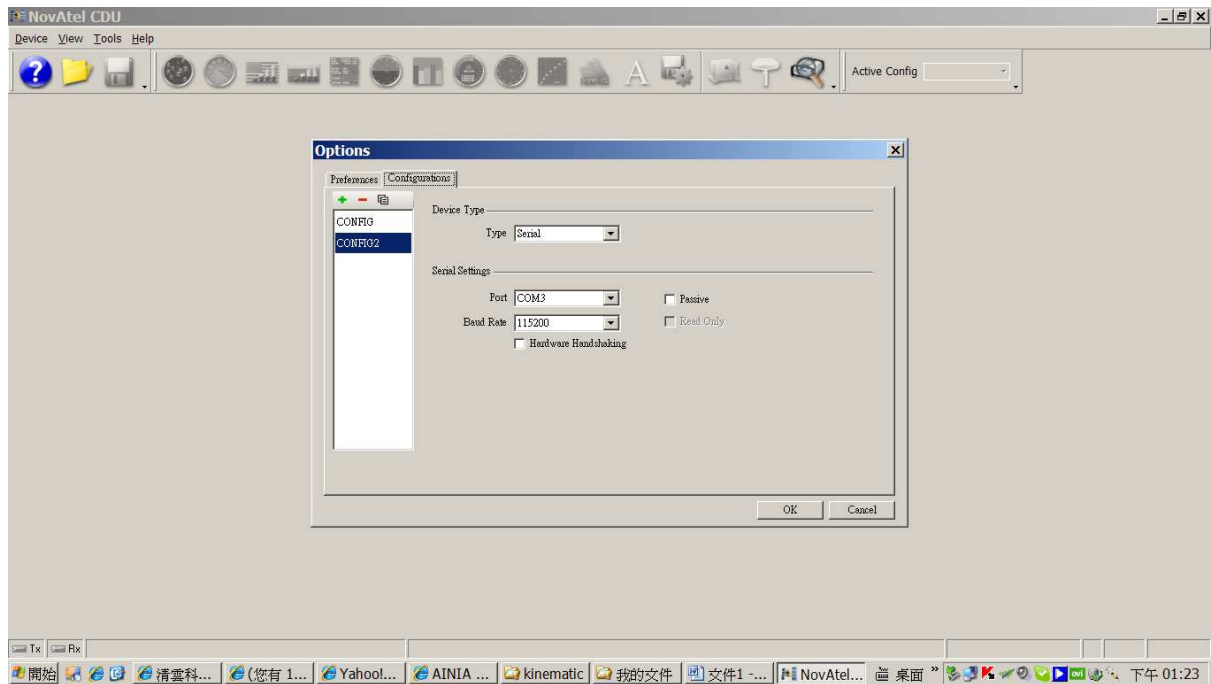 NovAtel CDU
Device View Tools Help
Active Config
Options
Preferences Configurations
CONFIG
CONFIG2
Device Type
Type Serial
Serial Settings
Port COM3 Passive
Baud Rate 115200 Read Only
Hardware Handshaking
OK Cancel
Tx Rx
開始 清雲科... (您有 1... Yahoo!... AINIA ... kinematic 我的文件 文件1 -... NovAtel... 桌面 » 下午 01:23